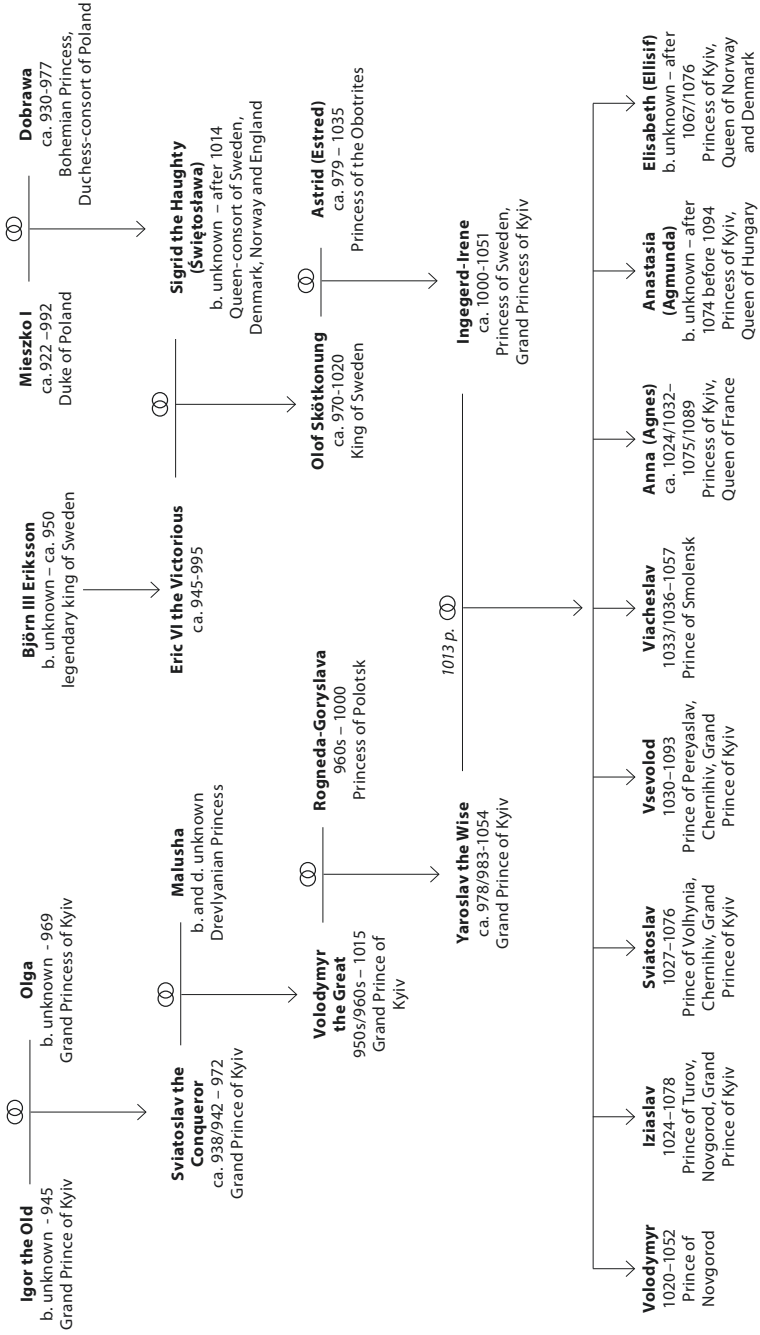 Igor the Old
b. unknown - 945
Grand Prince of Kyiv
Olga
b. unknown - 969
Grand Princess of Kyiv
Björn III Eriksson
b. unknown – ca. 950
legendary king of Sweden
Mieszko I
ca. 922 –992
Duke of Poland
Dobrawa
ca. 930-977
Bohemian Princess,
Duchess-consort of Poland
Sviatoslav the
Conqueror
ca. 938/942 – 972
Grand Prince of Kyiv
Malusha
b. and d. unknown
Drevlyanian Princess
Eric VI the Victorious
ca. 945-995
Sigrid the Haughty
(Świętosława)
b. unknown – after 1014
Queen-consort of Sweden,
Denmark, Norway and England
Volodymyr
the Great
950s/960s – 1015
Grand Prince of
Kyiv
Rogneda-Goryslava
960s – 1000
Princess of Polotsk
Olof Skötkonung
ca. 970-1020
King of Sweden
Astrid (Estred)
ca. 979 – 1035
Princess of the Obotrites
Yaroslav the Wise
ca. 978/983-1054
Grand Prince of Kyiv
1013 p.
Ingegerd-Irene
ca. 1000-1051
Princess of Sweden,
Grand Princess of Kyiv
Volodymyr
1020–1052
Prince of
Novgorod
Iziaslav
1024–1078
Prince of Turov,
Novgorod, Grand
Prince of Kyiv
Sviatoslav
1027–1076
Prince of Volhynia,
Chernihiv, Grand
Prince of Kyiv
Vsevolod
1030–1093
Prince of Pereyaslav,
Chernihiv, Grand
Prince of Kyiv
Viacheslav
1033/1036–1057
Prince of Smolensk
Anna (Agnes)
ca. 1024/1032–
1075/1089
Princess of Kyiv,
Queen of France
Anastasia
(Agmunda)
b. unknown – after
1074 before 1094
Princess of Kyiv,
Queen of Hungary
Elisabeth (Ellisif)
b. unknown – after
1067/1076
Princess of Kyiv,
Queen of Norway
and Denmark